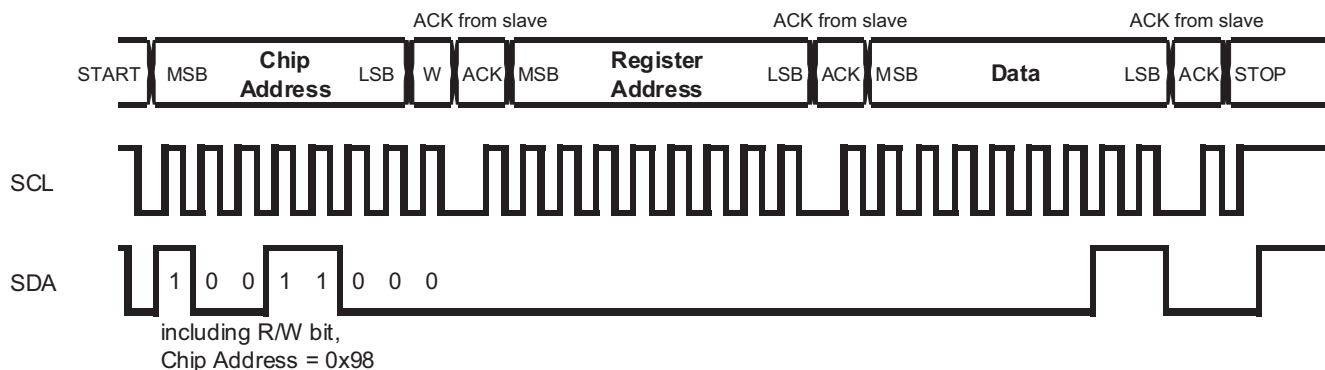 ACK from slave ACK from slave ACK from slave
START MSB Chip Address LSB W ACK MSB Register Address LSB ACK MSB Data LSB ACK STOP
SCL
SDA 1 0 0 1 1 0 0 0
including R/W bit,
Chip Address = 0x98